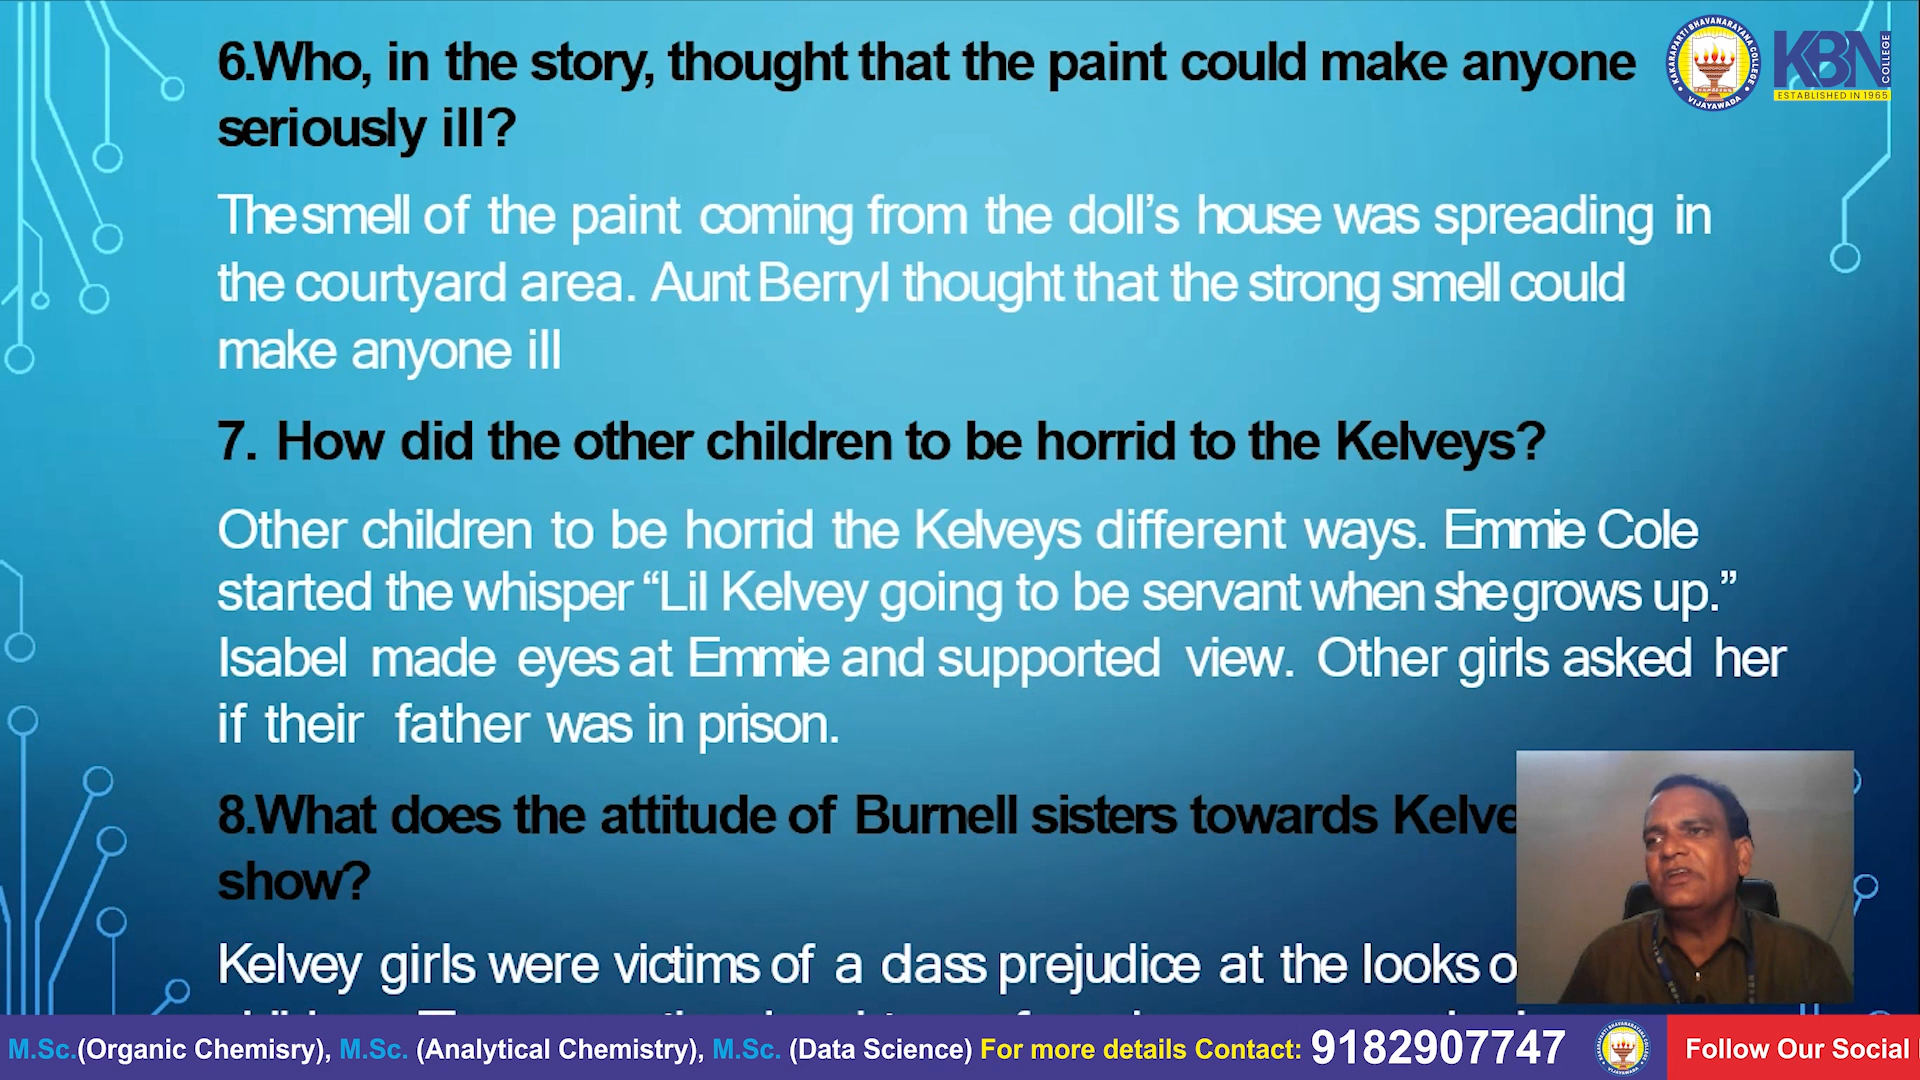 6.Who, in the story, thought that the paint could make anyone
seriously ill?
The smell of the paint coming from the doll's house was spreading in
the courtyard area. Aunt Berryl thought that the strong smell could
make anyone ill
7. How did the other children to be horrid to the Kelveys?
Other children to be horrid the Kelveys different ways. Emmie Cole
started the whisper “Lil Kelvey going to be servant when she grows up.”
Isabel made eyes at Emmie and supported view. Other girls asked her
if their father was in prison.
8.What does the attitude of Burnell sisters towards
show?
Kelvey girls were victims of a class prejudice at the looks
KAKARAPARTI BHAVANARAYANA COLLEGE
VIJAYAWADA
KBN COLLEGE
ESTABLISHED IN 1965
M.Sc.(Organic Chemisry), M.Sc. (Analytical Chemistry), M.Sc. (Data Science) For more details Contact: 9182907747 Follow Our Social